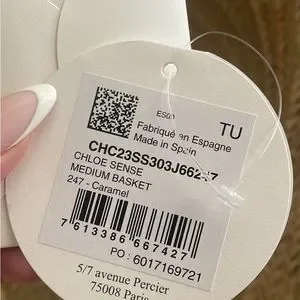 TU
Fabriqué en Espagne
Made in Spain
CHLOE SENSE
MEDIUM BASKET
247 - Caramel
7613386667427
PO : 6017169721
5/7 avenue Percier
75008 Paris